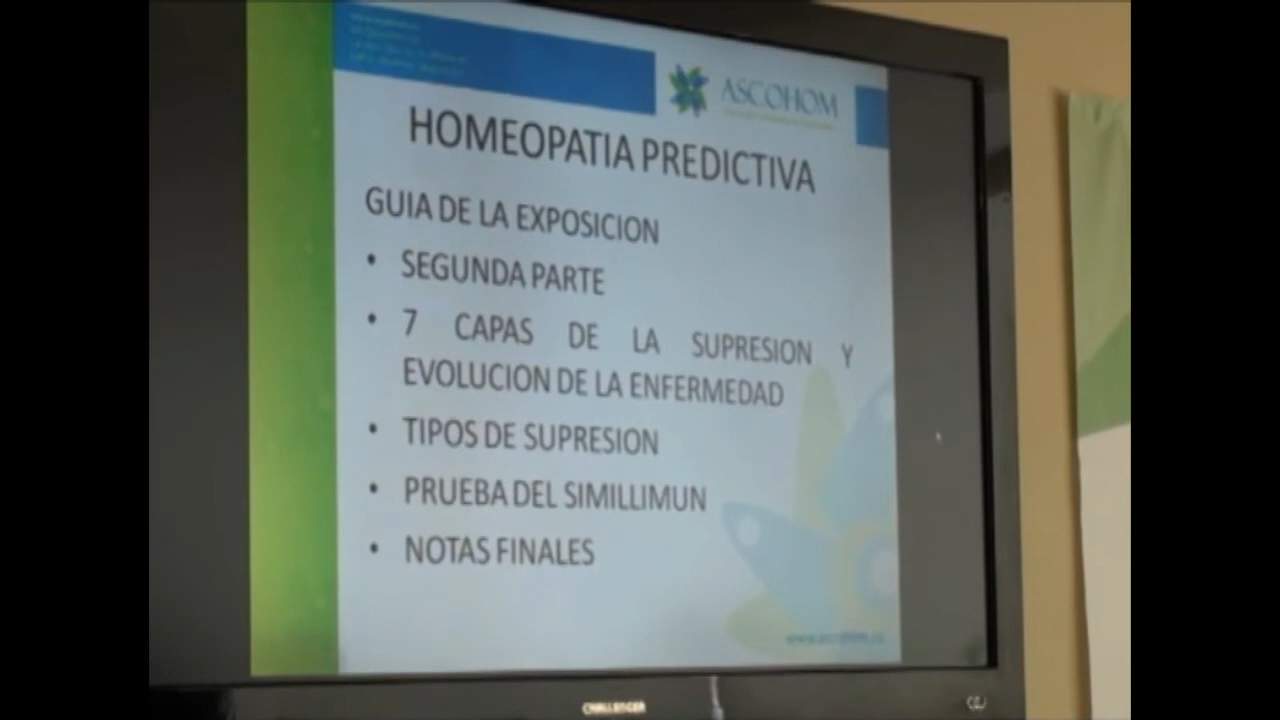 ASCOHOM
HOMEOPATIA PREDICTIVA
GUIA DE LA EXPOSICION
• SEGUNDA PARTE
• 7 CAPAS DE LA SUPRESION Y
EVOLUCION DE LA ENFERMEDAD
• TIPOS DE SUPRESION
• PRUEBA DEL SIMILLIMUN
• NOTAS FINALES
CHALLENGER